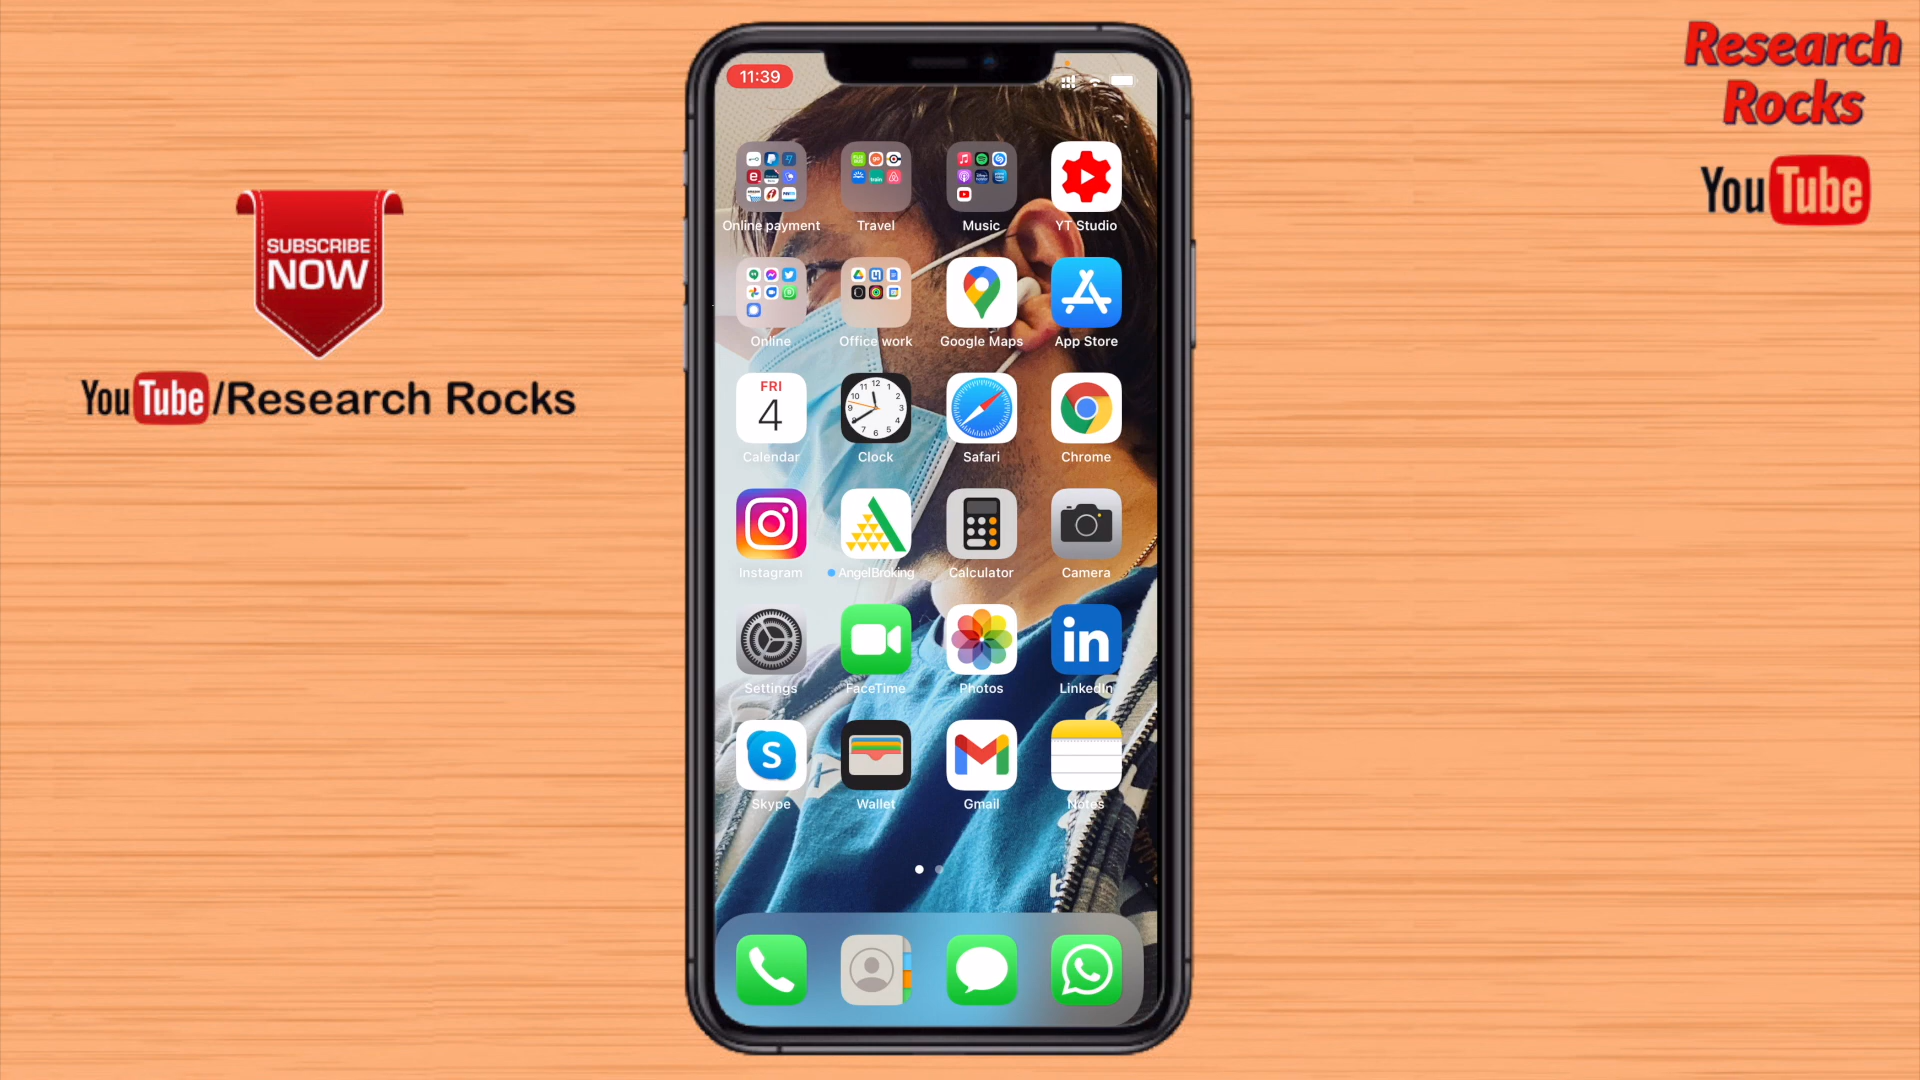 Research
Rocks
YouTube
SUBSCRIBE
NOW
YouTube/Research Rocks
11:39
Online payment
Travel
Music
YT Studio
Online
Office work
Google Maps
App Store
FRI
4
Calendar
Clock
Safari
Chrome
Instagram
AngelBroking
Calculator
Camera
Settings
FaceTime
Photos
in
LinkedIn
S
Skype
Wallet
Gmail
Notes